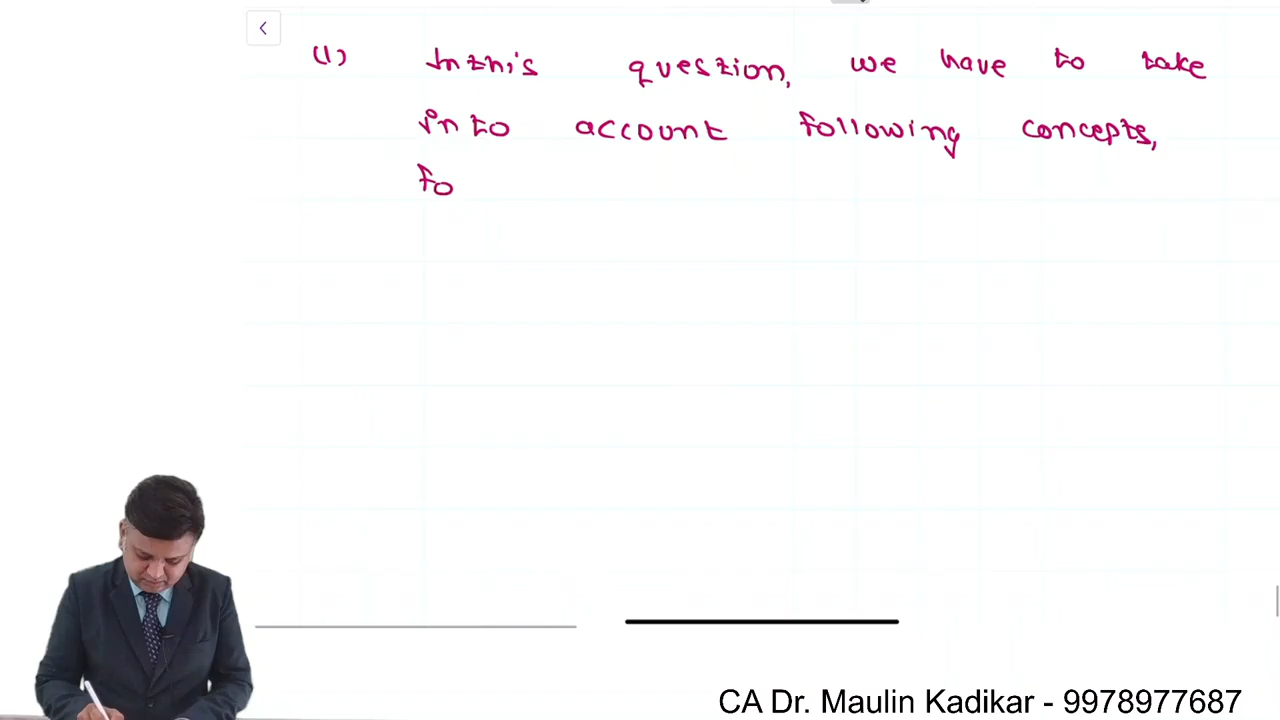 (1) In this question, we have to take
into account following concepts,
fo
CA Dr. Maulin Kadikar - 9978977687